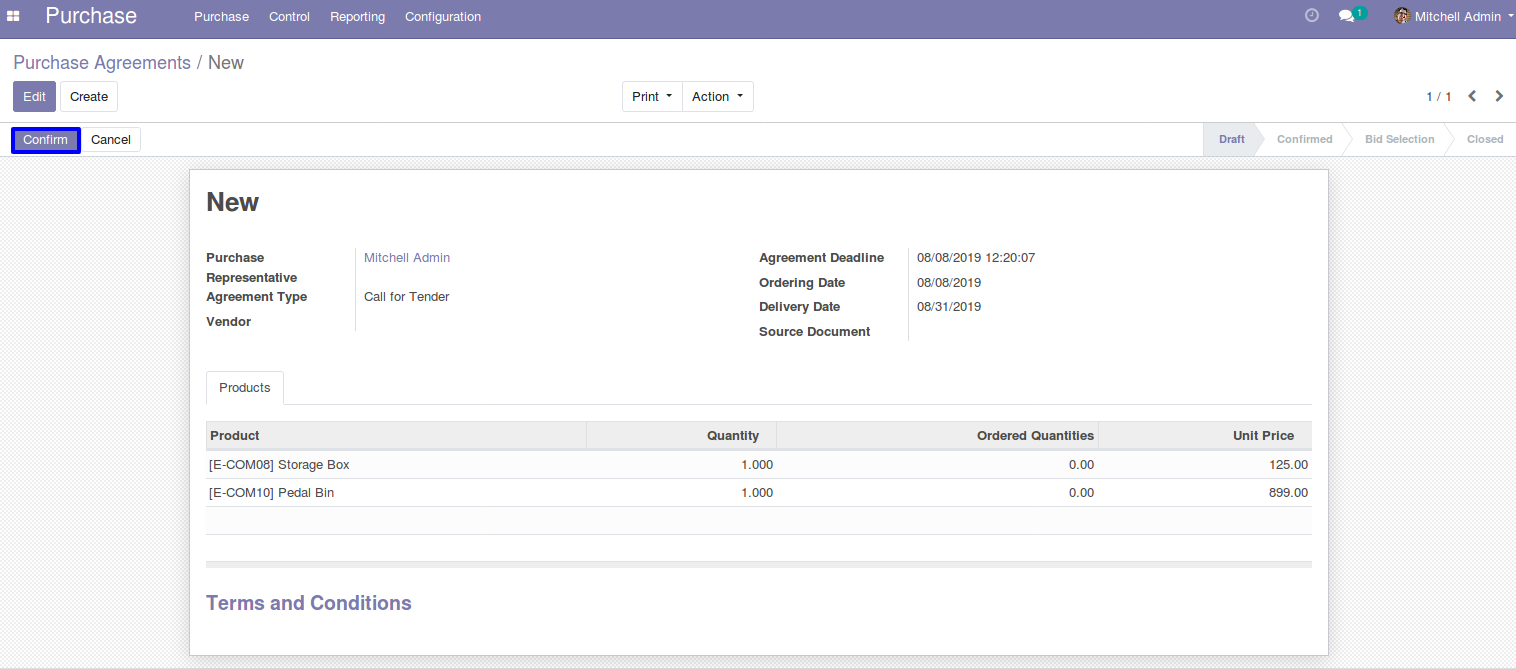 Purchase Purchase Control Reporting Configuration 1 Mitchell Admin
Purchase Agreements / New
Edit Create Print Action 1 / 1
Confirm Cancel Draft Confirmed Bid Selection Closed
New
Purchase Representative Mitchell Admin
Agreement Type Call for Tender
Vendor
Agreement Deadline 08/08/2019 12:20:07
Ordering Date 08/08/2019
Delivery Date 08/31/2019
Source Document
Products
Product Quantity Ordered Quantities Unit Price
[E-COM08] Storage Box 1.000 0.00 125.00
[E-COM10] Pedal Bin 1.000 0.00 899.00
Terms and Conditions